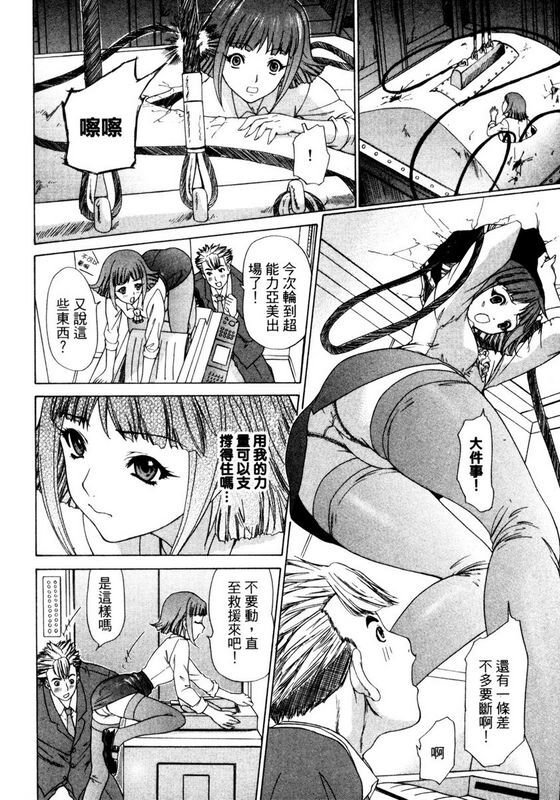 ！
嚓嚓
大件事！
還有一條差
不多要斷啊！
啊
今次輪到超
能力亞美出
場了！
又說這
些東西？
用我的力
量可以支
撐得住嗎…
不要動，直
至救援來吧！
是這樣嗎